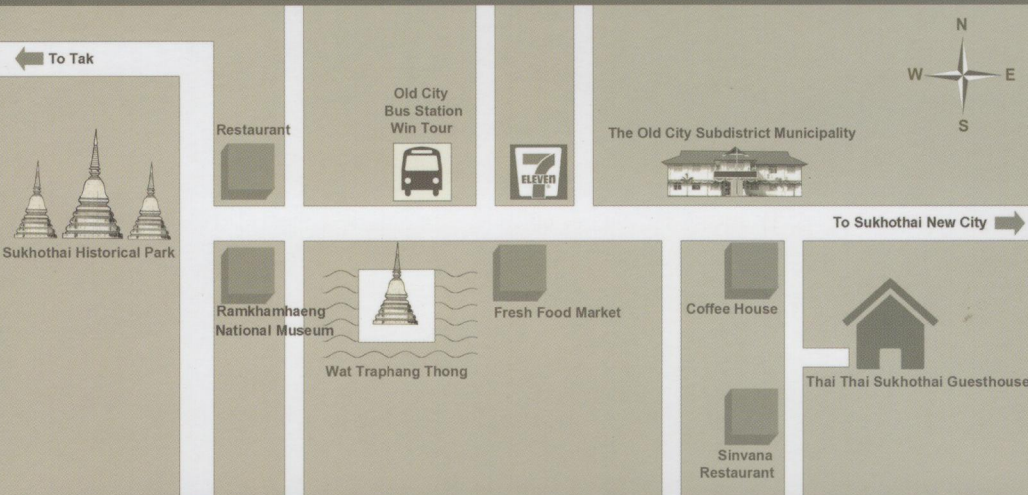 N
To Tak
W
E
S
Old City
Bus Station
Win Tour
Restaurant
The Old City Subdistrict Municipality
7
ELEVEN
To Sukhothai New City
Sukhothai Historical Park
Ramkhamhaeng
National Museum
Fresh Food Market
Coffee House
Wat Traphang Thong
Thai Thai Sukhothai Guesthouse
Sinvana
Restaurant